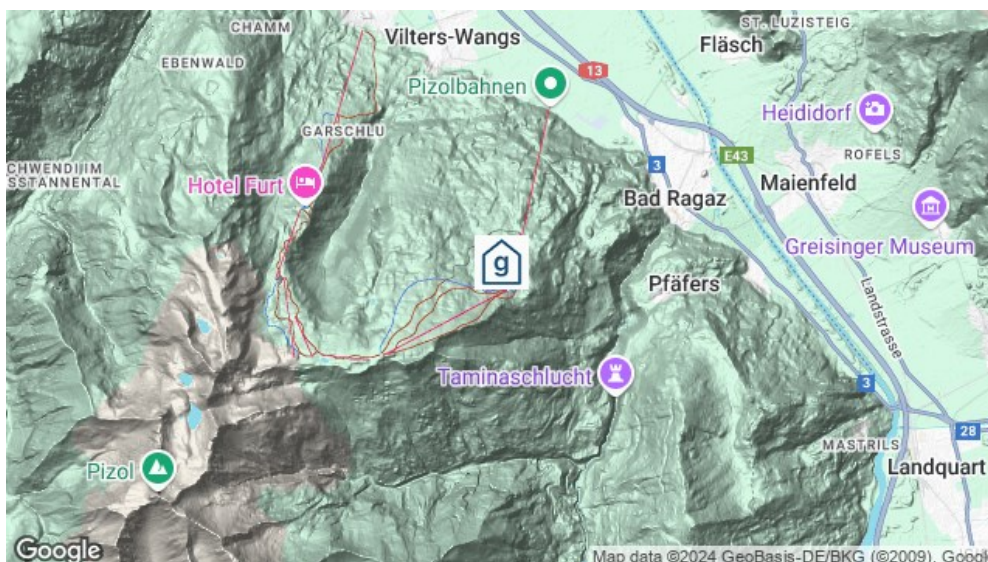 CHAMM
Vilters-Wangs
ST. LUZISTEIG
Fläsch
EBENWALD
13
Pizolbahnen
Heididorf
GARSCHLU
3
E43
ROFELS
CHWENDI IM
SSTANNENTAL
Hotel Furt
Maienfeld
Bad Ragaz
Greisinger Museum
g
Pfäfers
Landstrasse
Taminaschlucht
3
28
MASTRILS
Pizol
Landquart
Google
Map data ©2024 GeoBasis-DE/BKG (©2009), Google